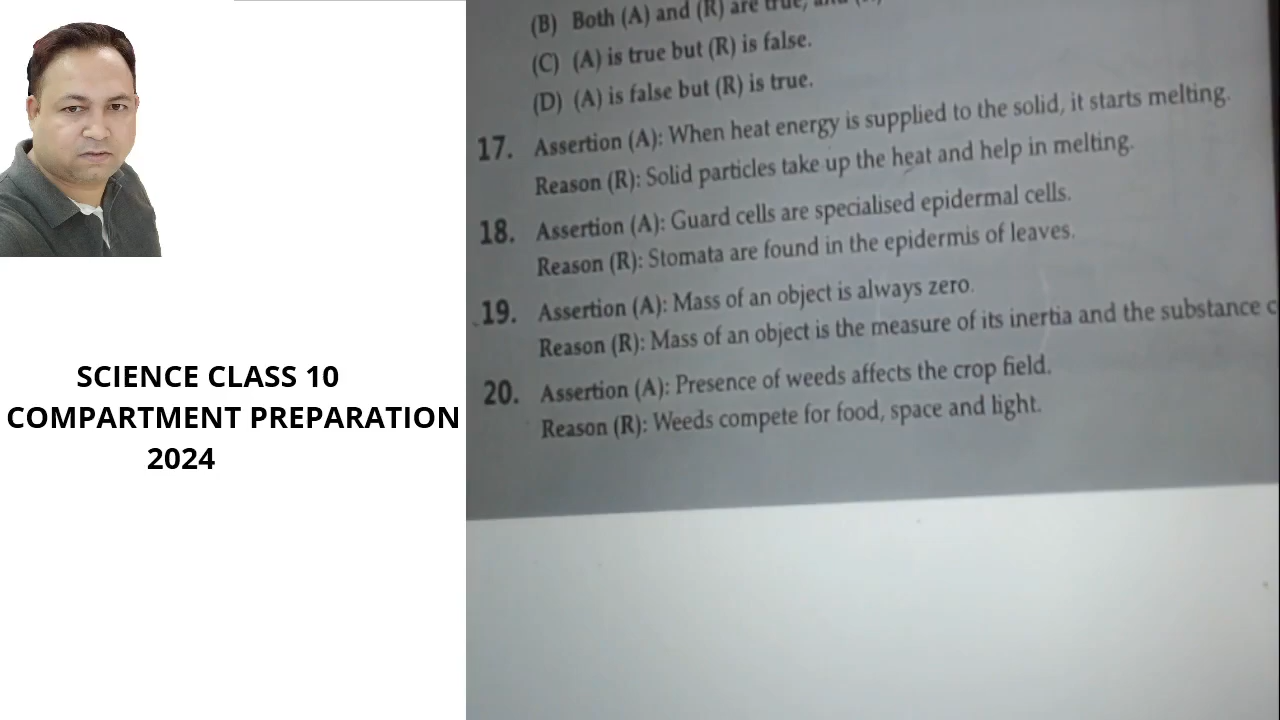 SCIENCE CLASS 10
COMPARTMENT PREPARATION
2024
(B) Both (A) and (R) are true, and
(C) (A) is true but (R) is false.
(D) (A) is false but (R) is true.
17. Assertion (A): When heat energy is supplied to the solid, it starts melting.
Reason (R): Solid particles take up the heat and help in melting.
18. Assertion (A): Guard cells are specialised epidermal cells.
Reason (R): Stomata are found in the epidermis of leaves.
19. Assertion (A): Mass of an object is always zero.
Reason (R): Mass of an object is the measure of its inertia and the substance
20. Assertion (A): Presence of weeds affects the crop field.
Reason (R): Weeds compete for food, space and light.